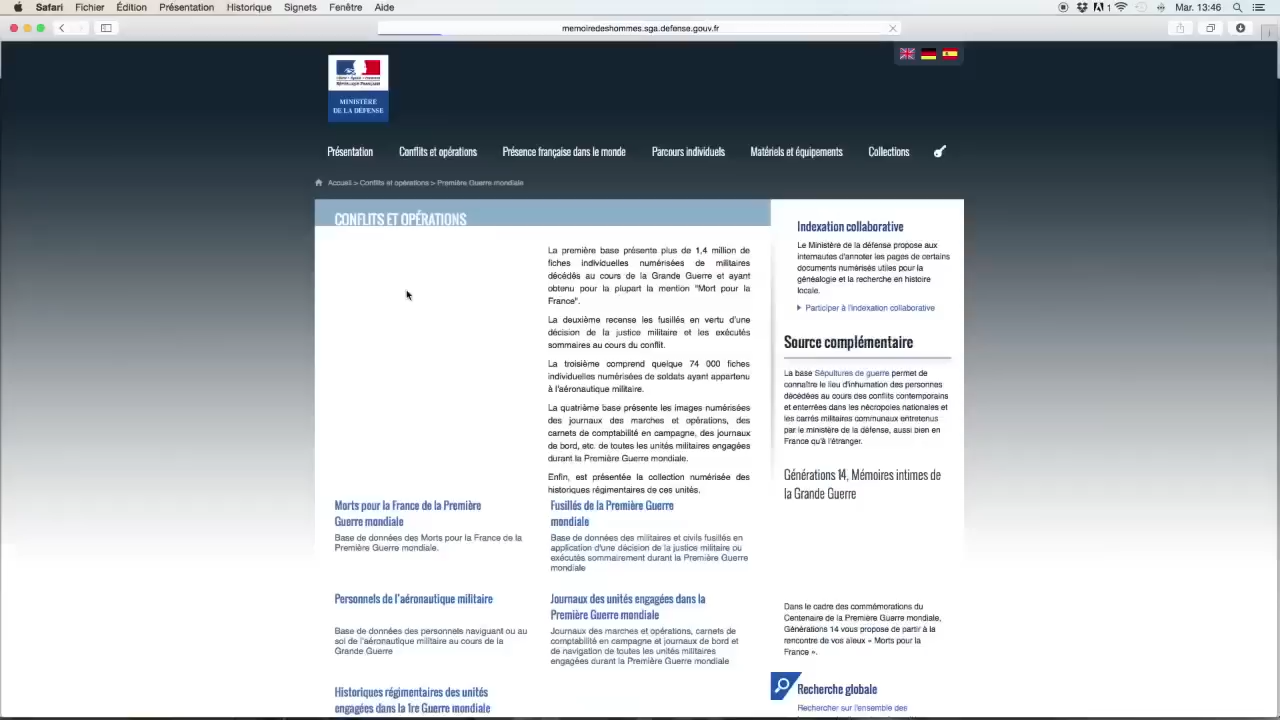 Safari Fichier Édition Présentation Historique Signets Fenêtre Aide
Mar. 13:46
memoiredeshommes.sga.defense.gouv.fr
MINISTÈRE
DE LA DÉFENSE
Présentation Conflits et opérations Présence française dans le monde Parcours individuels Matériels et équipements Collections
Accueil > Conflits et opérations > Première Guerre mondiale
CONFLITS ET OPÉRATIONS
La première base présente plus de 1,4 million de
fiches individuelles numérisées de militaires
décédés au cours de la Grande Guerre et ayant
obtenu pour la plupart la mention "Mort pour la
France".
La deuxième recense les fusillés en vertu d'une
décision de la justice militaire et les exécutés
sommaires au cours du conflit.
La troisième comprend quelque 74 000 fiches
individuelles numérisées de soldats ayant appartenu
à l'aéronautique militaire.
La quatrième base présente les images numérisées
des journaux des marches et opérations, des
carnets de comptabilité en campagne, des journaux
de bord, etc. de toutes les unités militaires engagées
durant la Première Guerre mondiale.
Enfin, est présentée la collection numérisée des
historiques régimentaires de ces unités.
Morts pour la France de la Première
Guerre mondiale
Base de données des Morts pour la France de la
Première Guerre mondiale.
Fusillés de la Première Guerre
mondiale
Base de données des militaires et civils fusillés en
application d'une décision de la justice militaire ou
exécutés sommairement durant la Première Guerre
mondiale
Personnels de l'aéronautique militaire
Base de données des personnels naviguant ou au
sol de l'aéronautique militaire au cours de la
Grande Guerre
Journaux des unités engagées dans la
Première Guerre mondiale
Journaux des marches et opérations, carnets de
comptabilité en campagne et journaux de bord et
de navigation de toutes les unités militaires
engagées durant la Première Guerre mondiale
Historiques régimentaires des unités
engagées dans la 1re Guerre mondiale
Indexation collaborative
Le Ministère de la défense propose aux
internautes d'annoter les pages de certains
documents numérisés utiles pour la
généalogie et la recherche en histoire
locale.
Participer à l'indexation collaborative
Source complémentaire
La base Sépultures de guerre permet de
connaître le lieu d'inhumation des personnes
décédées au cours des conflits contemporains
et enterrées dans les nécropoles nationales et
les carrés militaires communaux entretenus
par le ministère de la défense, aussi bien en
France qu'à l'étranger.
Générations 14, Mémoires intimes de
la Grande Guerre
Dans le cadre des commémorations du
Centenaire de la Première Guerre mondiale,
Générations 14 vous propose de partir à la
rencontre de vos aïeux « Morts pour la
France ».
Recherche globale
Rechercher sur l'ensemble des